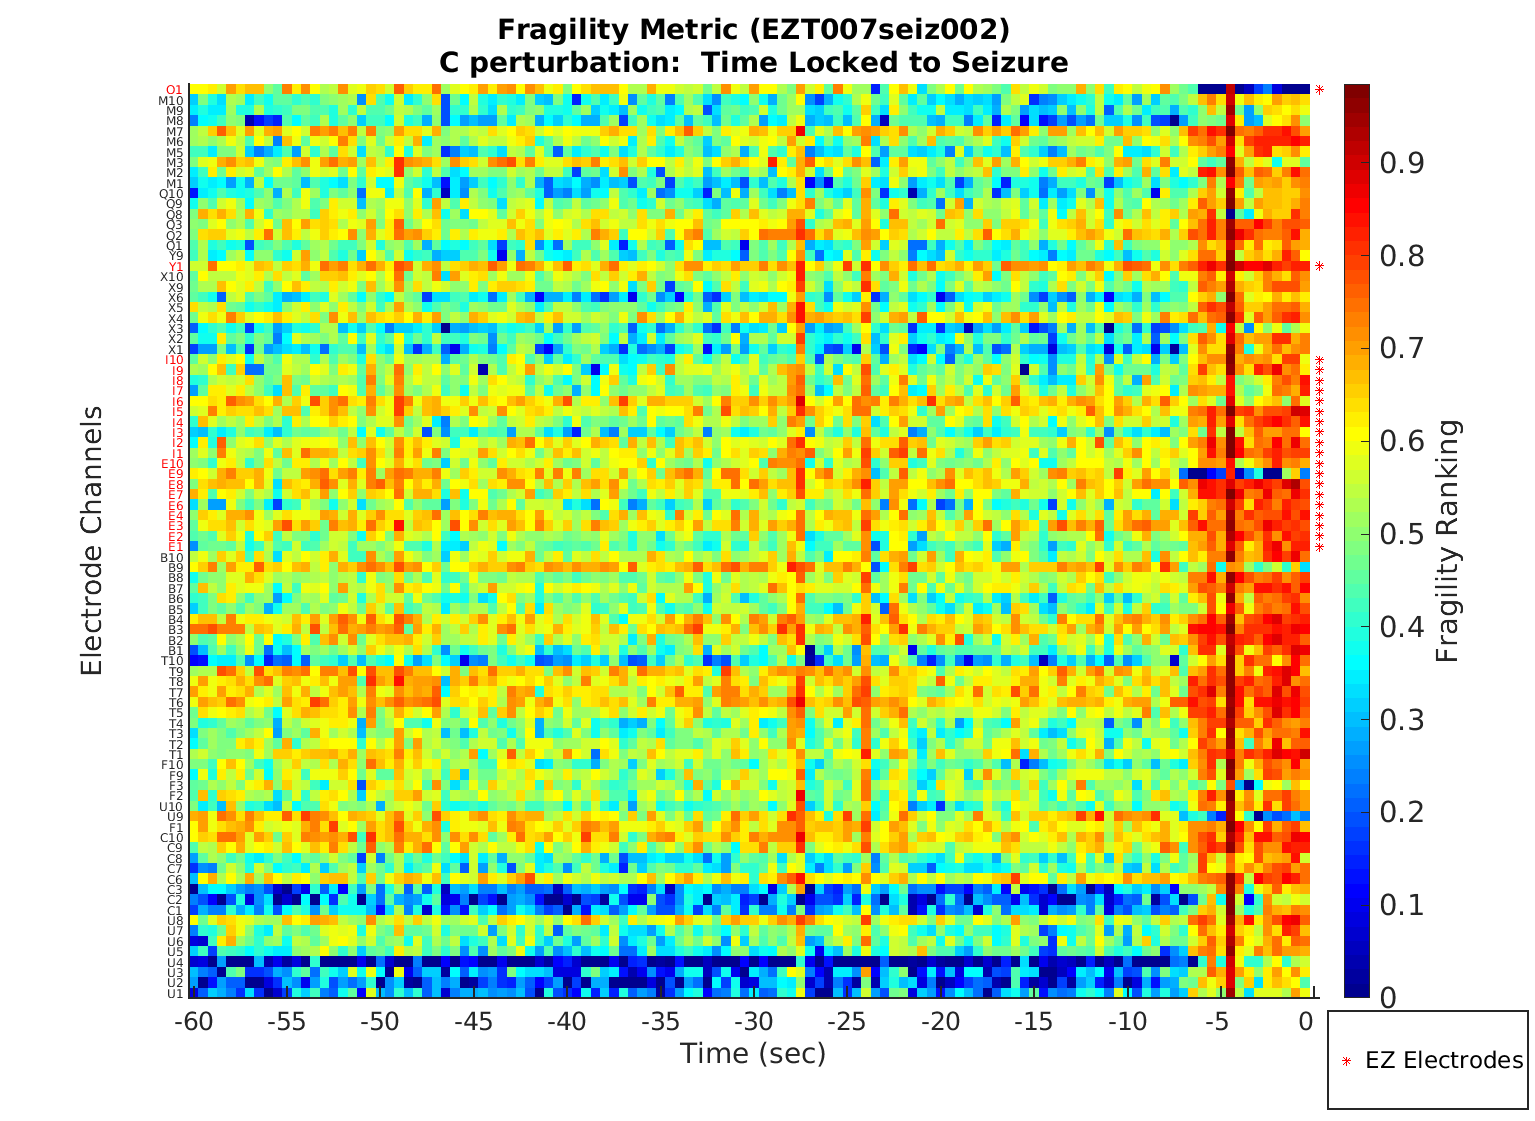 Fragility Metric (EZT007seiz002)
C perturbation:  Time Locked to Seizure
Electrode Channels
O1
M10
M9
M8
M7
M6
M5
M3
M2
M1
Q10
Q9
Q8
Q3
Q2
Q1
Y9
Y1
X10
X9
X6
X5
X4
X3
X2
X1
I10
I9
I8
I7
I6
I5
I4
I3
I2
I1
E10
E9
E8
E7
E6
E4
E3
E2
E1
B10
B9
B8
B7
B6
B5
B4
B3
B2
B1
T10
T9
T8
T7
T6
T5
T4
T3
T2
T1
F10
F9
F3
F2
U10
U9
F1
C10
C9
C8
C7
C6
C3
C2
C1
U8
U7
U6
U5
U4
U3
U2
U1
-60 -55 -50 -45 -40 -35 -30 -25 -20 -15 -10 -5 0
Time (sec)
0.9
0.8
0.7
0.6
0.5
0.4
0.3
0.2
0.1
0
Fragility Ranking
EZ Electrodes